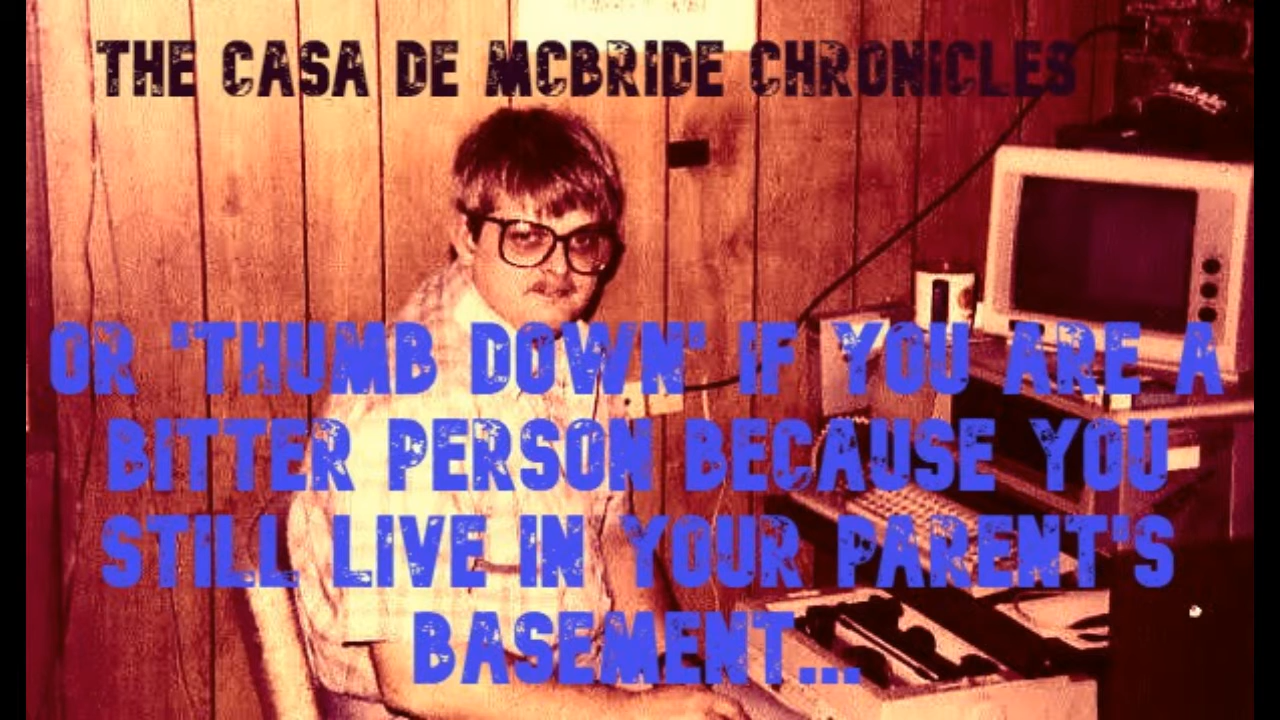 THE CASA DE MCBRIDE CHRONICLES
OR 'THUMB DOWN' IF YOU ARE A
BITTER PERSON BECAUSE YOU
STILL LIVE IN YOUR PARENT'S
BASEMENT...